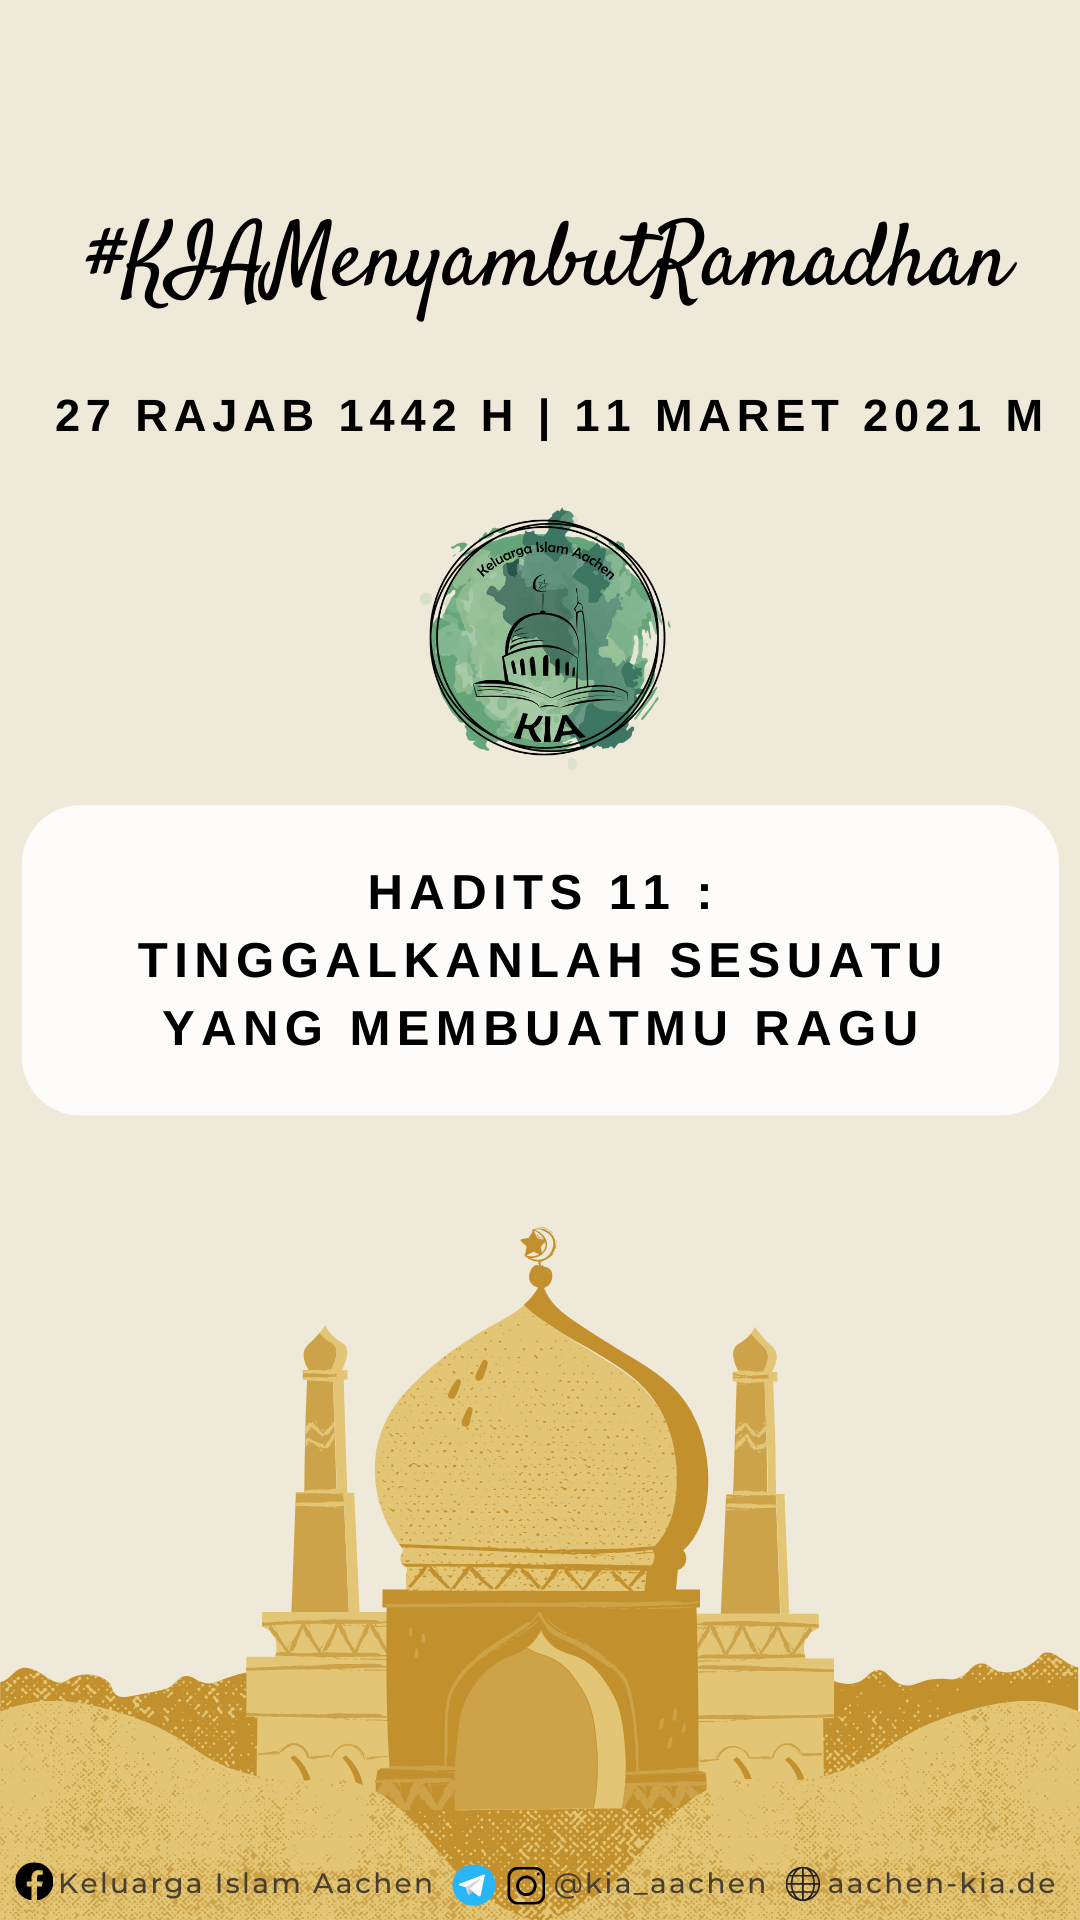 #KIAMenyambutRamadhan
27 RAJAB 1442 H | 11 MARET 2021 M
Keluarga Islam Aachen
KIA
HADITS 11 :
TINGGALKANLAH SESUATU
YANG MEMBUATMU RAGU
Keluarga Islam Aachen @kia_aachen aachen-kia.de